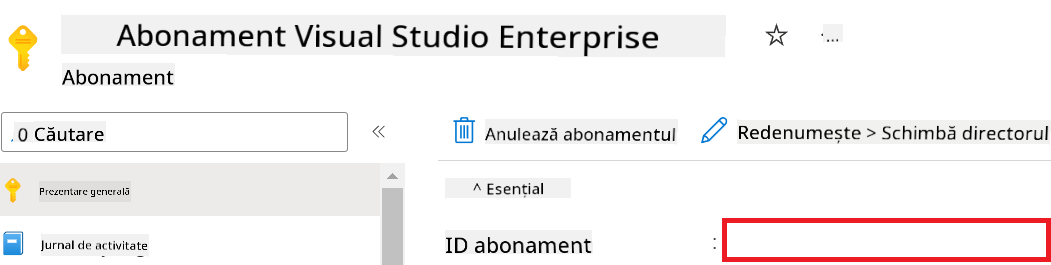 Abonament Visual Studio Enterprise
...
Abonament
0 Căutare
«
Anulează abonamentul
Redenumește > Schimbă directorul
Prezentare generală
^ Esențial
Jurnal de activitate
ID abonament :